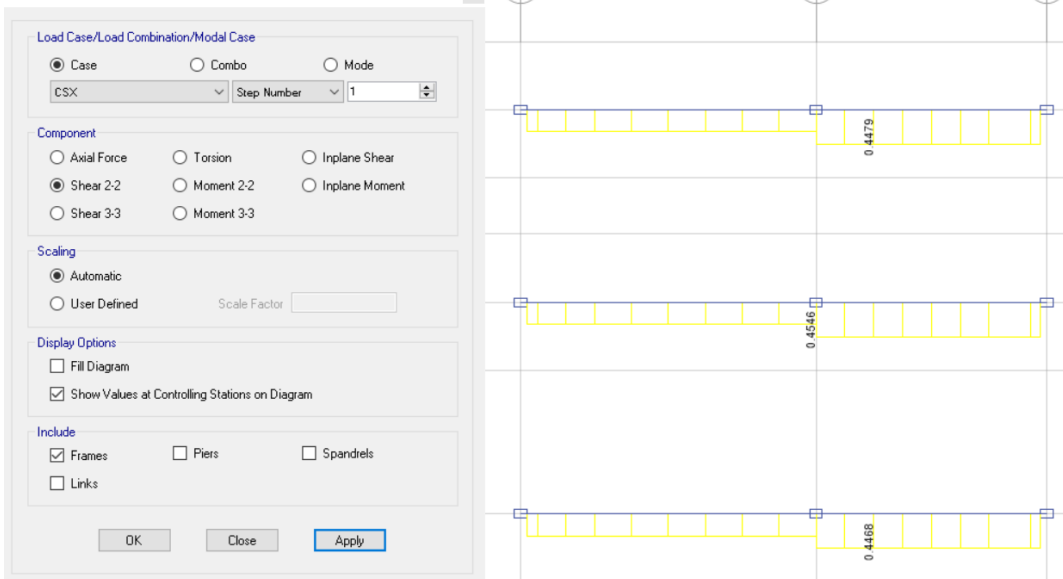 Load Case/Load Combination/Modal Case
Case Combo Mode
CSX Step Number 1
Component
Axial Force Torsion Inplane Shear
Shear 2-2 Moment 2-2 Inplane Moment
Shear 3-3 Moment 3-3
Scaling
Automatic
User Defined Scale Factor
Display Options
Fill Diagram
Show Values at Controlling Stations on Diagram
Include
Frames Piers Spandrels
Links
OK Close Apply
0.4479
0.4546
0.4468